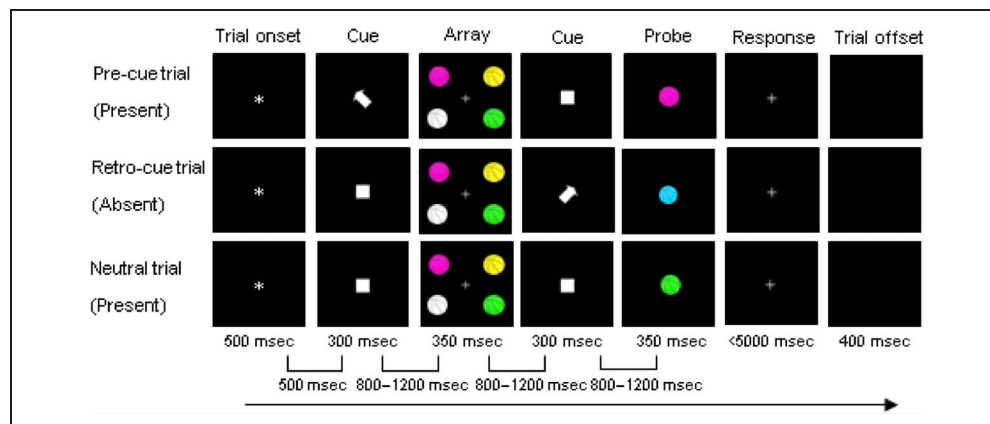 Trial onset Cue Array Cue Probe Response Trial offset
Pre-cue trial
(Present)
Retro-cue trial
(Absent)
Neutral trial
(Present)
500 msec 300 msec 350 msec 300 msec 350 msec <5000 msec 400 msec
500 msec 800–1200 msec 800–1200 msec 800–1200 msec